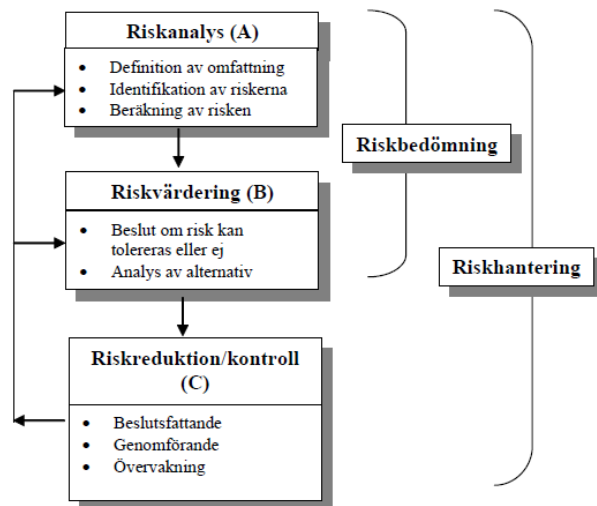 Riskanalys (A)
• Definition av omfattning
• Identifikation av riskerna
• Beräkning av risken
Riskbedömning
Riskvärdering (B)
• Beslut om risk kan
tolereras eller ej
• Analys av alternativ
Riskhantering
Riskreduktion/kontroll
(C)
• Beslutsfattande
• Genomförande
• Övervakning